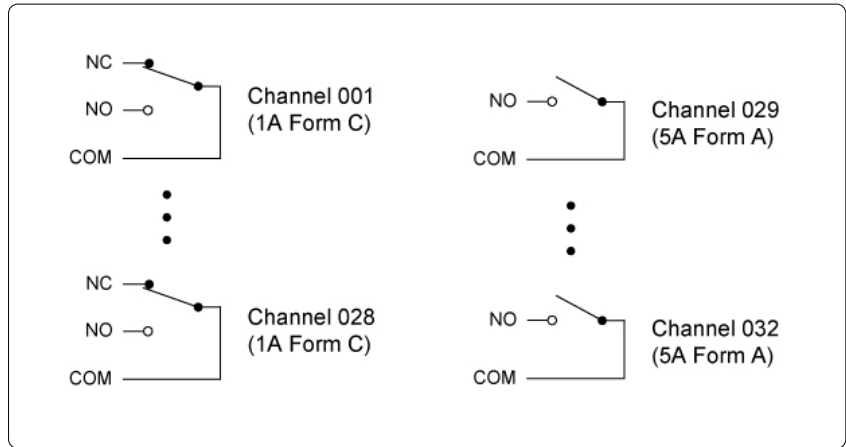 NC
NO
COM
Channel 001
(1A Form C)
NC
NO
COM
Channel 028
(1A Form C)
NO
COM
Channel 029
(5A Form A)
NO
COM
Channel 032
(5A Form A)